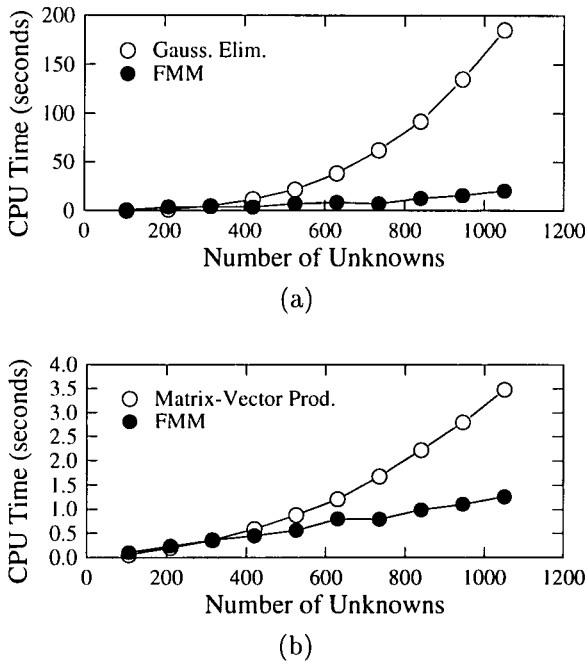 200
150
100
50
0
CPU Time (seconds)
Gauss. Elim.
FMM
0 200 400 600 800 1000 1200
Number of Unknowns
(a)
4.0
3.5
3.0
2.5
2.0
1.5
1.0
0.5
0.0
CPU Time (seconds)
Matrix-Vector Prod.
FMM
0 200 400 600 800 1000 1200
Number of Unknowns
(b)